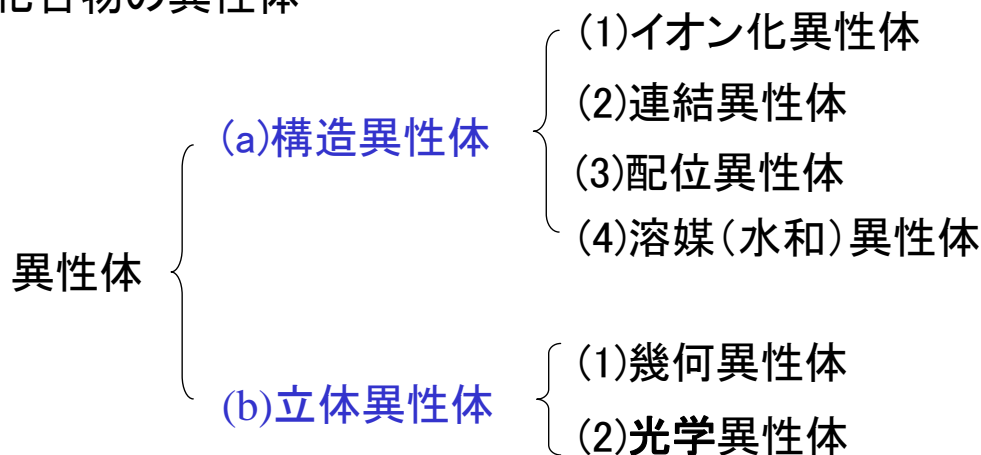 化合物の異性体
(1)イオン化異性体
(2)連結異性体
(a)構造異性体
(3)配位異性体
(4)溶媒(水和)異性体
異性体
(1)幾何異性体
(b)立体異性体
(2)光学異性体